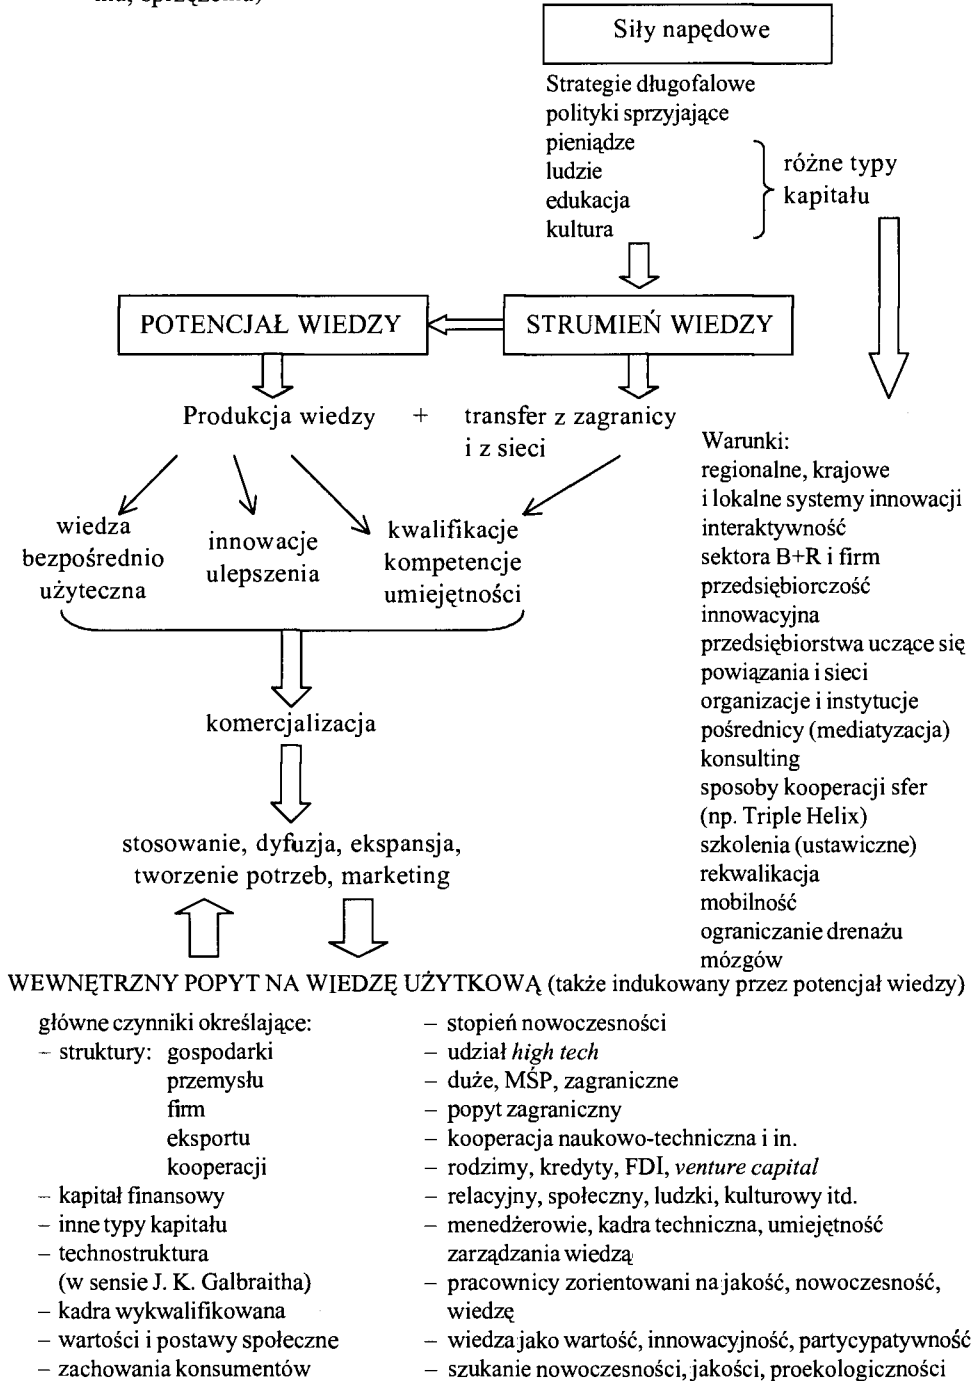 Siły napędowe
Strategie długofalowe
polityki sprzyjające
pieniądze
ludzie
edukacja
kultura
różne typy
kapitału
POTENCJAŁ WIEDZY
STRUMIEŃ WIEDZY
Produkcja wiedzy + transfer z zagranicy
i z sieci
wiedza
bezpośrednio
użyteczna
innowacje
ulepszenia
kwalifikacje
kompetencje
umiejętności
komercjalizacja
stosowanie, dyfuzja, ekspansja,
tworzenie potrzeb, marketing
Warunki:
regionalne, krajowe
i lokalne systemy innowacji
interaktywność
sektora B+R i firm
przedsiębiorczość
innowacyjna
przedsiębiorstwa uczące się
powiązania i sieci
organizacje i instytucje
pośrednicy (mediatyzacja)
konsulting
sposoby kooperacji sfer
(np. Triple Helix)
szkolenia (ustawiczne)
rekwalikacja
mobilność
ograniczanie drenażu
mózgów
WEWNĘTRZNY POPYT NA WIEDZĘ UŻYTKOWĄ (także indukowany przez potencjał wiedzy)
główne czynniki określające:
– struktury: gospodarki
przemysłu
firm
eksportu
kooperacji
– kapitał finansowy
– inne typy kapitału
– technostruktura
(w sensie J. K. Galbraitha)
– kadra wykwalifikowana
– wartości i postawy społeczne
– zachowania konsumentów
– stopień nowoczesności
– udział high tech
– duże, MŚP, zagraniczne
– popyt zagraniczny
– kooperacja naukowo-techniczna i in.
– rodzimy, kredyty, FDI, venture capital
– relacyjny, społeczny, ludzki, kulturowy itd.
– menedżerowie, kadra techniczna, umiejętność
zarządzania wiedzą
– pracownicy zorientowani na jakość, nowoczesność,
wiedzę
– wiedza jako wartość, innowacyjność, partycypatywność
– szukanie nowoczesności, jakości, proekologiczności